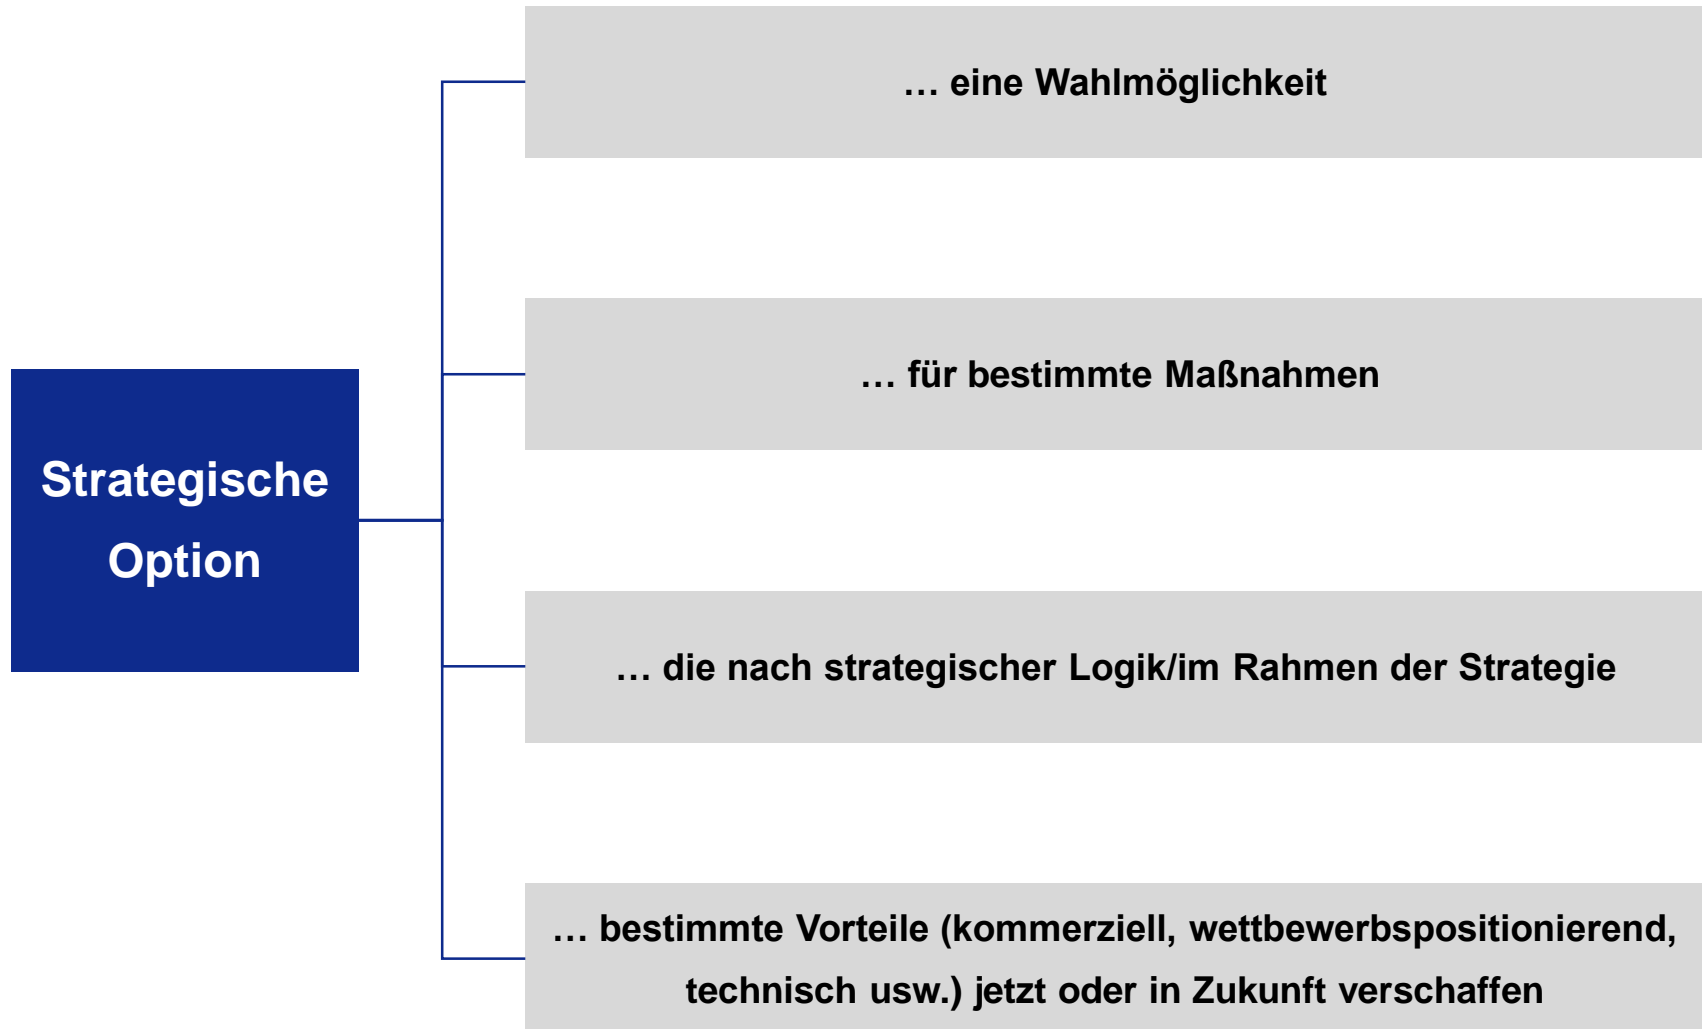 Strategische
Option
… eine Wahlmöglichkeit
… für bestimmte Maßnahmen
… die nach strategischer Logik/im Rahmen der Strategie
… bestimmte Vorteile (kommerziell, wettbewerbspositionierend,
technisch usw.) jetzt oder in Zukunft verschaffen